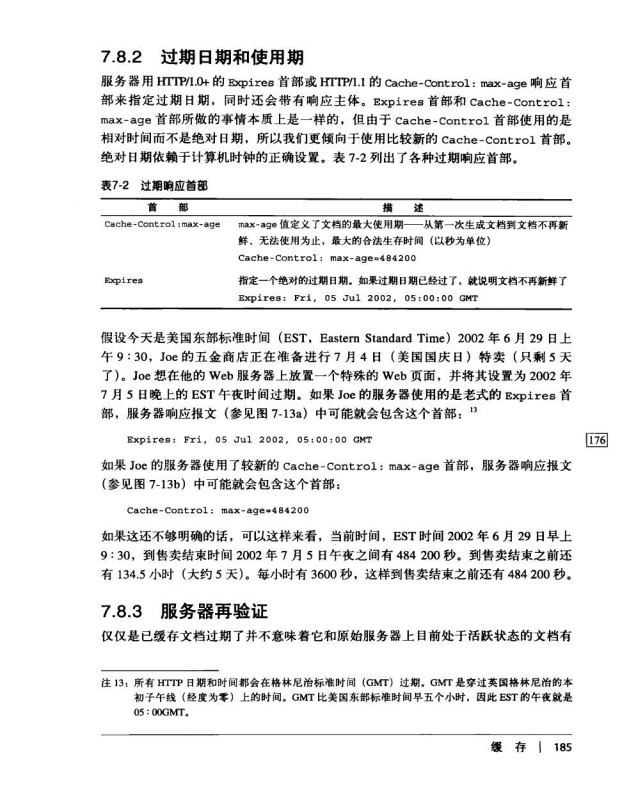 7.8.2 过期日期和使用期
服务器用 HTTP/1.0+ 的 Expires 首部或 HTTP/1.1 的 Cache-Control: max-age 响应首
部来指定过期日期，同时还会带有响应主体。Expires 首部和 Cache-Control:
max-age 首部所做的事情本质上是一样的，但由于 Cache-Control 首部使用的是
相对时间而不是绝对日期，所以我们更倾向于使用比较新的 Cache-Control 首部。
绝对日期依赖于计算机时钟的正确设置。表 7-2 列出了各种过期响应首部。
表7-2 过期响应首部
首 部 描 述
Cache-Control:max-age max-age 值定义了文档的最大使用期——从第一次生成文档到文档不再新
鲜、无法使用为止，最大的合法生存时间（以秒为单位）
Cache-Control: max-age=484200
Expires 指定一个绝对的过期日期。如果过期日期已经过了，就说明文档不再新鲜了
Expires: Fri, 05 Jul 2002, 05:00:00 GMT
假设今天是美国东部标准时间（EST，Eastern Standard Time）2002 年 6 月 29 日上
午 9:30，Joe 的五金商店正在准备进行 7 月 4 日（美国国庆日）特卖（只剩 5 天
了）。Joe 想在他的 Web 服务器上放置一个特殊的 Web 页面，并将其设置为 2002 年
7 月 5 日晚上的 EST 午夜时间过期。如果 Joe 的服务器使用的是老式的 Expires 首
部，服务器响应报文（参见图 7-13a）中可能就会包含这个首部：13
Expires: Fri, 05 Jul 2002, 05:00:00 GMT
176
如果 Joe 的服务器使用了较新的 Cache-Control: max-age 首部，服务器响应报文
（参见图 7-13b）中可能就会包含这个首部：
Cache-Control: max-age=484200
如果这还不够明确的话，可以这样来看，当前时间，EST 时间 2002 年 6 月 29 日早上
9:30，到售卖结束时间 2002 年 7 月 5 日午夜之间有 484 200 秒。到售卖结束之前还
有 134.5 小时（大约 5 天）。每小时有 3600 秒，这样到售卖结束之前还有 484 200 秒。
7.8.3 服务器再验证
仅仅是已缓存文档过期了并不意味着它和原始服务器上目前处于活跃状态的文档有
注 13：所有 HTTP 日期和时间都会在格林尼治标准时间（GMT）过期。GMT 是穿过英国格林尼治的本
初子午线（经度为零）上的时间。GMT 比美国东部标准时间早五个小时，因此 EST 的午夜就是
05:00GMT。
缓 存 | 185